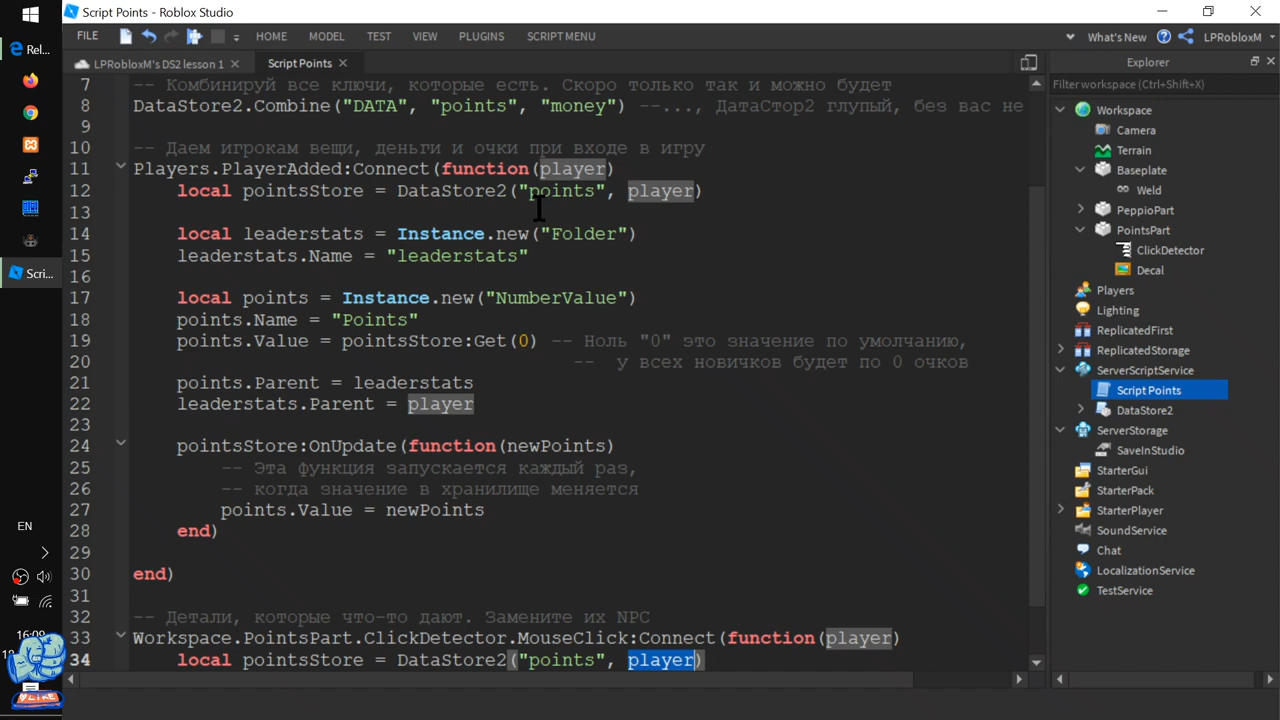 Script Points - Roblox Studio
FILE HOME MODEL TEST VIEW PLUGINS SCRIPT MENU What's New LPRobloxM
LPRobloxM's DS2 lesson 1 Script Points
7 -- Комбинируй все ключи, которые есть. Скоро только так и можно будет
8 DataStore2.Combine("DATA", "points", "money") --..., ДатаСтор2 глупый, без вас не
9
10 -- Даем игрокам вещи, деньги и очки при входе в игру
11 Players.PlayerAdded:Connect(function(player)
12 local pointsStore = DataStore2("points", player)
13
14 local leaderstats = Instance.new("Folder")
15 leaderstats.Name = "leaderstats"
16
17 local points = Instance.new("NumberValue")
18 points.Name = "Points"
19 points.Value = pointsStore:Get(0) -- Ноль "0" это значение по умолчанию,
20 -- у всех новичков будет по 0 очков
21 points.Parent = leaderstats
22 leaderstats.Parent = player
23
24 pointsStore:OnUpdate(function(newPoints)
25 -- Эта функция запускается каждый раз,
26 -- когда значение в хранилище меняется
27 points.Value = newPoints
28 end)
29
30 end)
31
32 -- Детали, которые что-то дают. Замените их NPC
33 Workspace.PointsPart.ClickDetector.MouseClick:Connect(function(player)
34 local pointsStore = DataStore2("points", player)
Explorer
Filter workspace (Ctrl+Shift+X)
Workspace
Camera
Terrain
Baseplate
Weld
PeppioPart
PointsPart
ClickDetector
Decal
Players
Lighting
ReplicatedFirst
ReplicatedStorage
ServerScriptService
Script Points
DataStore2
ServerStorage
SaveInStudio
StarterGui
StarterPack
StarterPlayer
SoundService
Chat
LocalizationService
TestService
Rel...
Scri...
EN
LIKE